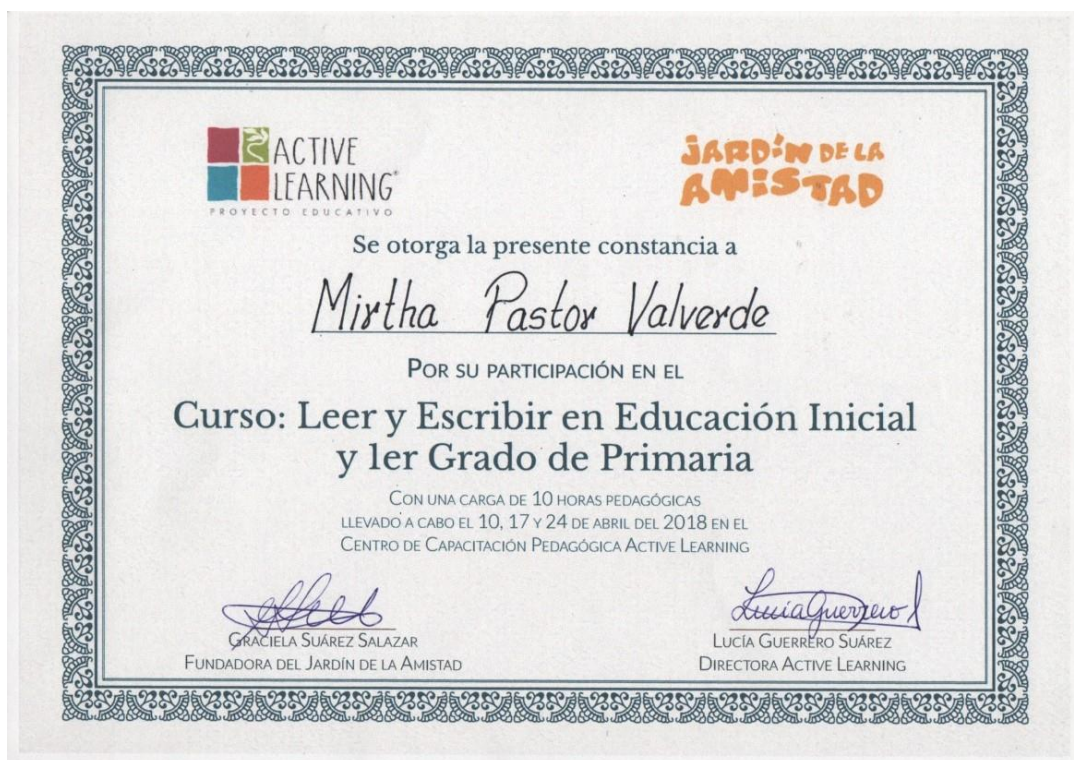 ACTIVE
LEARNING®
PROYECTO EDUCATIVO
JARDíN DE LA
AMiSTAD
Se otorga la presente constancia a
Mirtha Pastor Valverde
POR SU PARTICIPACIÓN EN EL
Curso: Leer y Escribir en Educación Inicial
y 1er Grado de Primaria
CON UNA CARGA DE 10 HORAS PEDAGÓGICAS
LLEVADO A CABO EL 10, 17 Y 24 DE ABRIL DEL 2018 EN EL
CENTRO DE CAPACITACIÓN PEDAGÓGICA ACTIVE LEARNING
GRACIELA SUÁREZ SALAZAR
FUNDADORA DEL JARDÍN DE LA AMISTAD
Lucía Guerrero S
LUCÍA GUERRERO SUÁREZ
DIRECTORA ACTIVE LEARNING